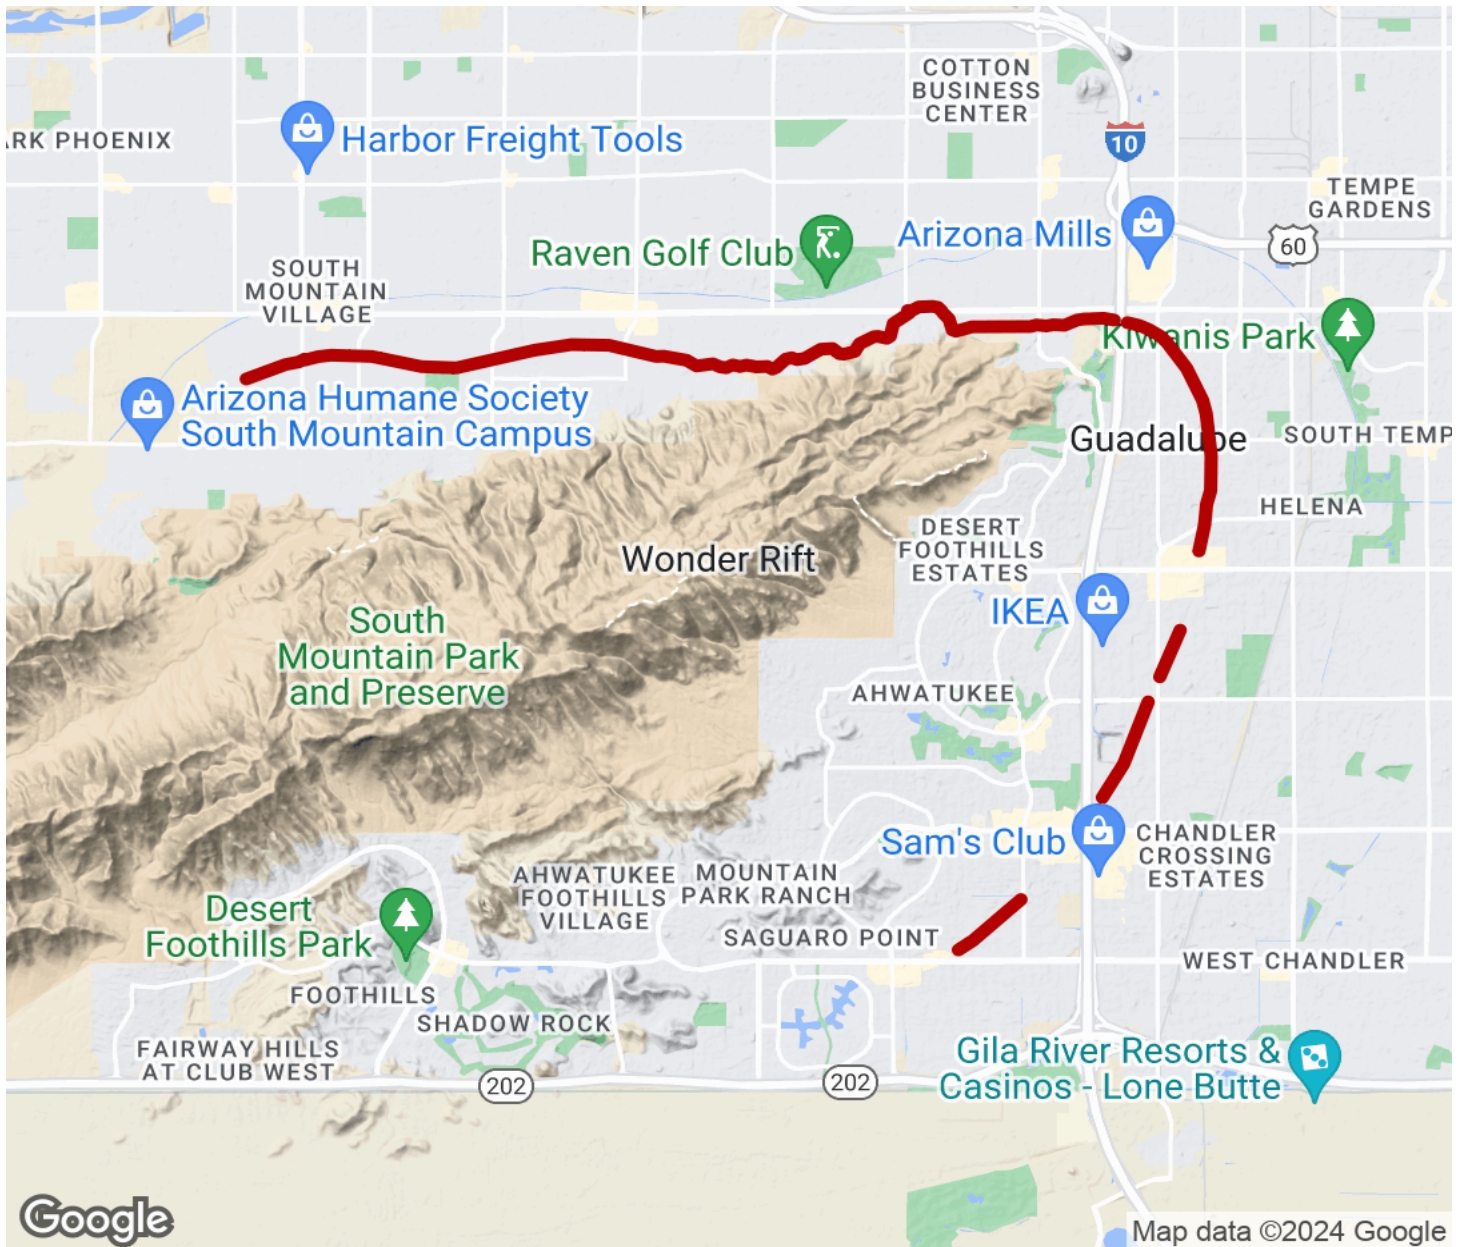 COTTON
BUSINESS
CENTER
ARK PHOENIX
Harbor Freight Tools
10
TEMPE
GARDENS
Arizona Mills
60
Raven Golf Club
SOUTH
MOUNTAIN
VILLAGE
Kiwanis Park
Arizona Humane Society
South Mountain Campus
Guadalupe
SOUTH TEMP
HELENA
DESERT
FOOTHILLS
ESTATES
Wonder Rift
IKEA
South
Mountain Park
and Preserve
AHWATUKEE
Sam's Club
CHANDLER
CROSSING
ESTATES
AHWATUKEE
FOOTHILLS
VILLAGE
MOUNTAIN
PARK RANCH
Desert
Foothills Park
SAGUARO POINT
WEST CHANDLER
FOOTHILLS
SHADOW ROCK
FAIRWAY HILLS
AT CLUB WEST
Gila River Resorts &
Casinos - Lone Butte
202
202
Google
Map data ©2024 Google